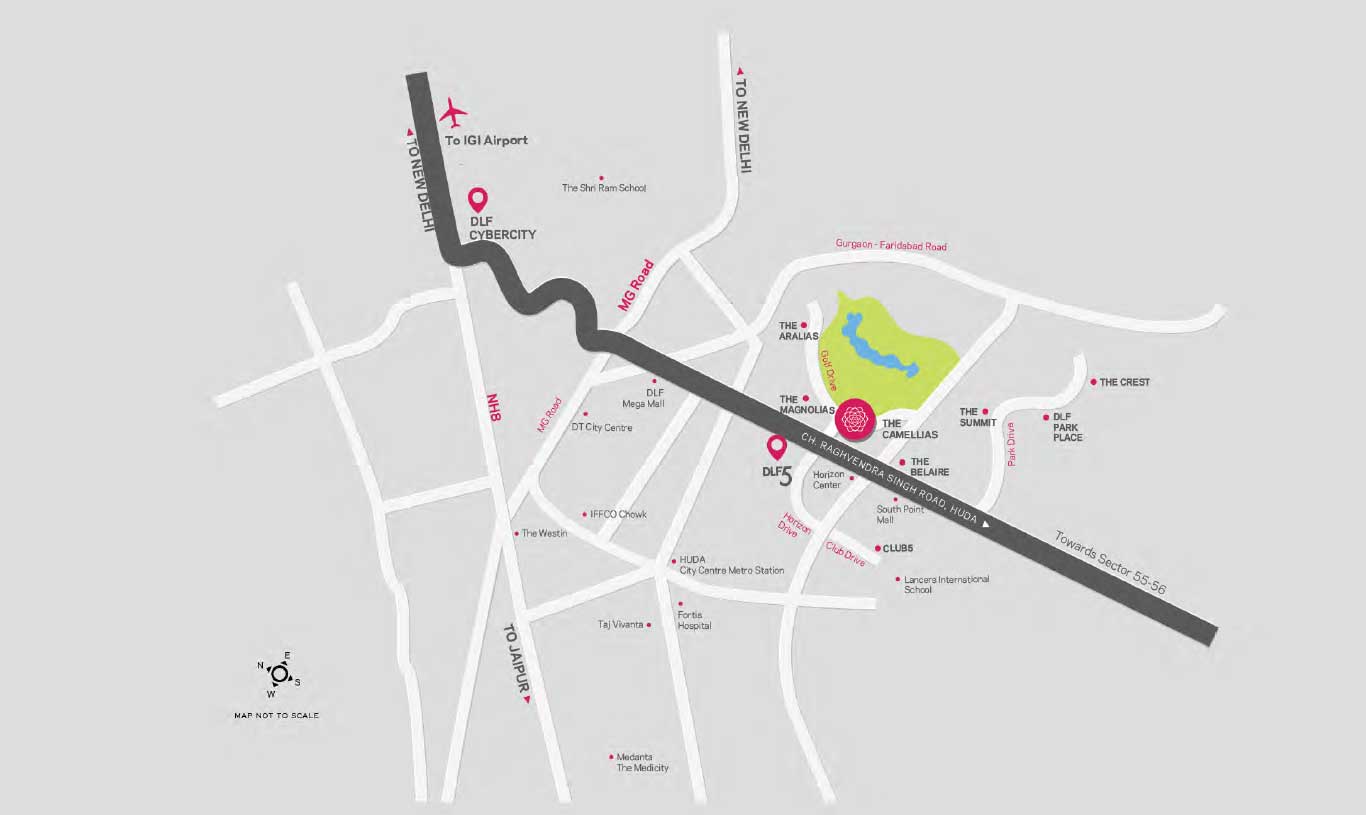 To IGI Airport
TO NEW DELHI
TO NEW DELHI
The Shri Ram School
DLF
CYBERCITY
Gurgaon - Faridabad Road
MG Road
THE
ARALIAS
Golf Drive
THE
MAGNOLIAS
THE
CAMELLIAS
THE
SUMMIT
THE CREST
DLF
PARK
PLACE
Park Drive
DLF
Mega Mall
NH8
MG Road
DT City Centre
CH. RAGHVENDRA SINGH ROAD, HUDA
DLF5
Horizon
Center
THE
BELAIRE
South Point
Mall
IFFCO Chowk
The Westin
Horizon
Drive
Club Drive
CLUB5
Towards Sector 55-56
HUDA
City Centre Metro Station
Lancers International
School
Fortis
Hospital
Taj Vivanta
TO JAIPUR
N
E
S
W
MAP NOT TO SCALE
Medanta
The Medicity